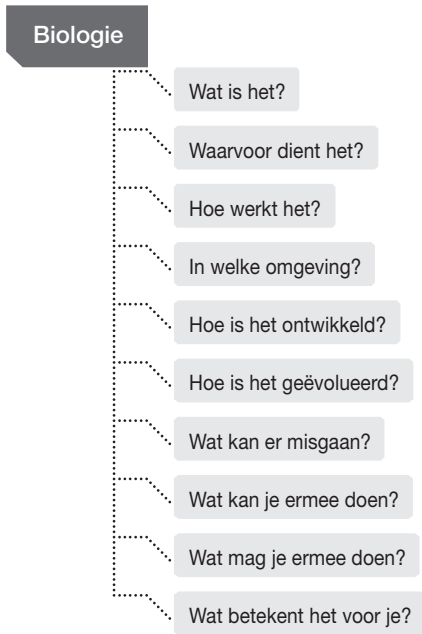 Biologie
Wat is het?
Waarvoor dient het?
Hoe werkt het?
In welke omgeving?
Hoe is het ontwikkeld?
Hoe is het geëvolueerd?
Wat kan er misgaan?
Wat kan je ermee doen?
Wat mag je ermee doen?
Wat betekent het voor je?